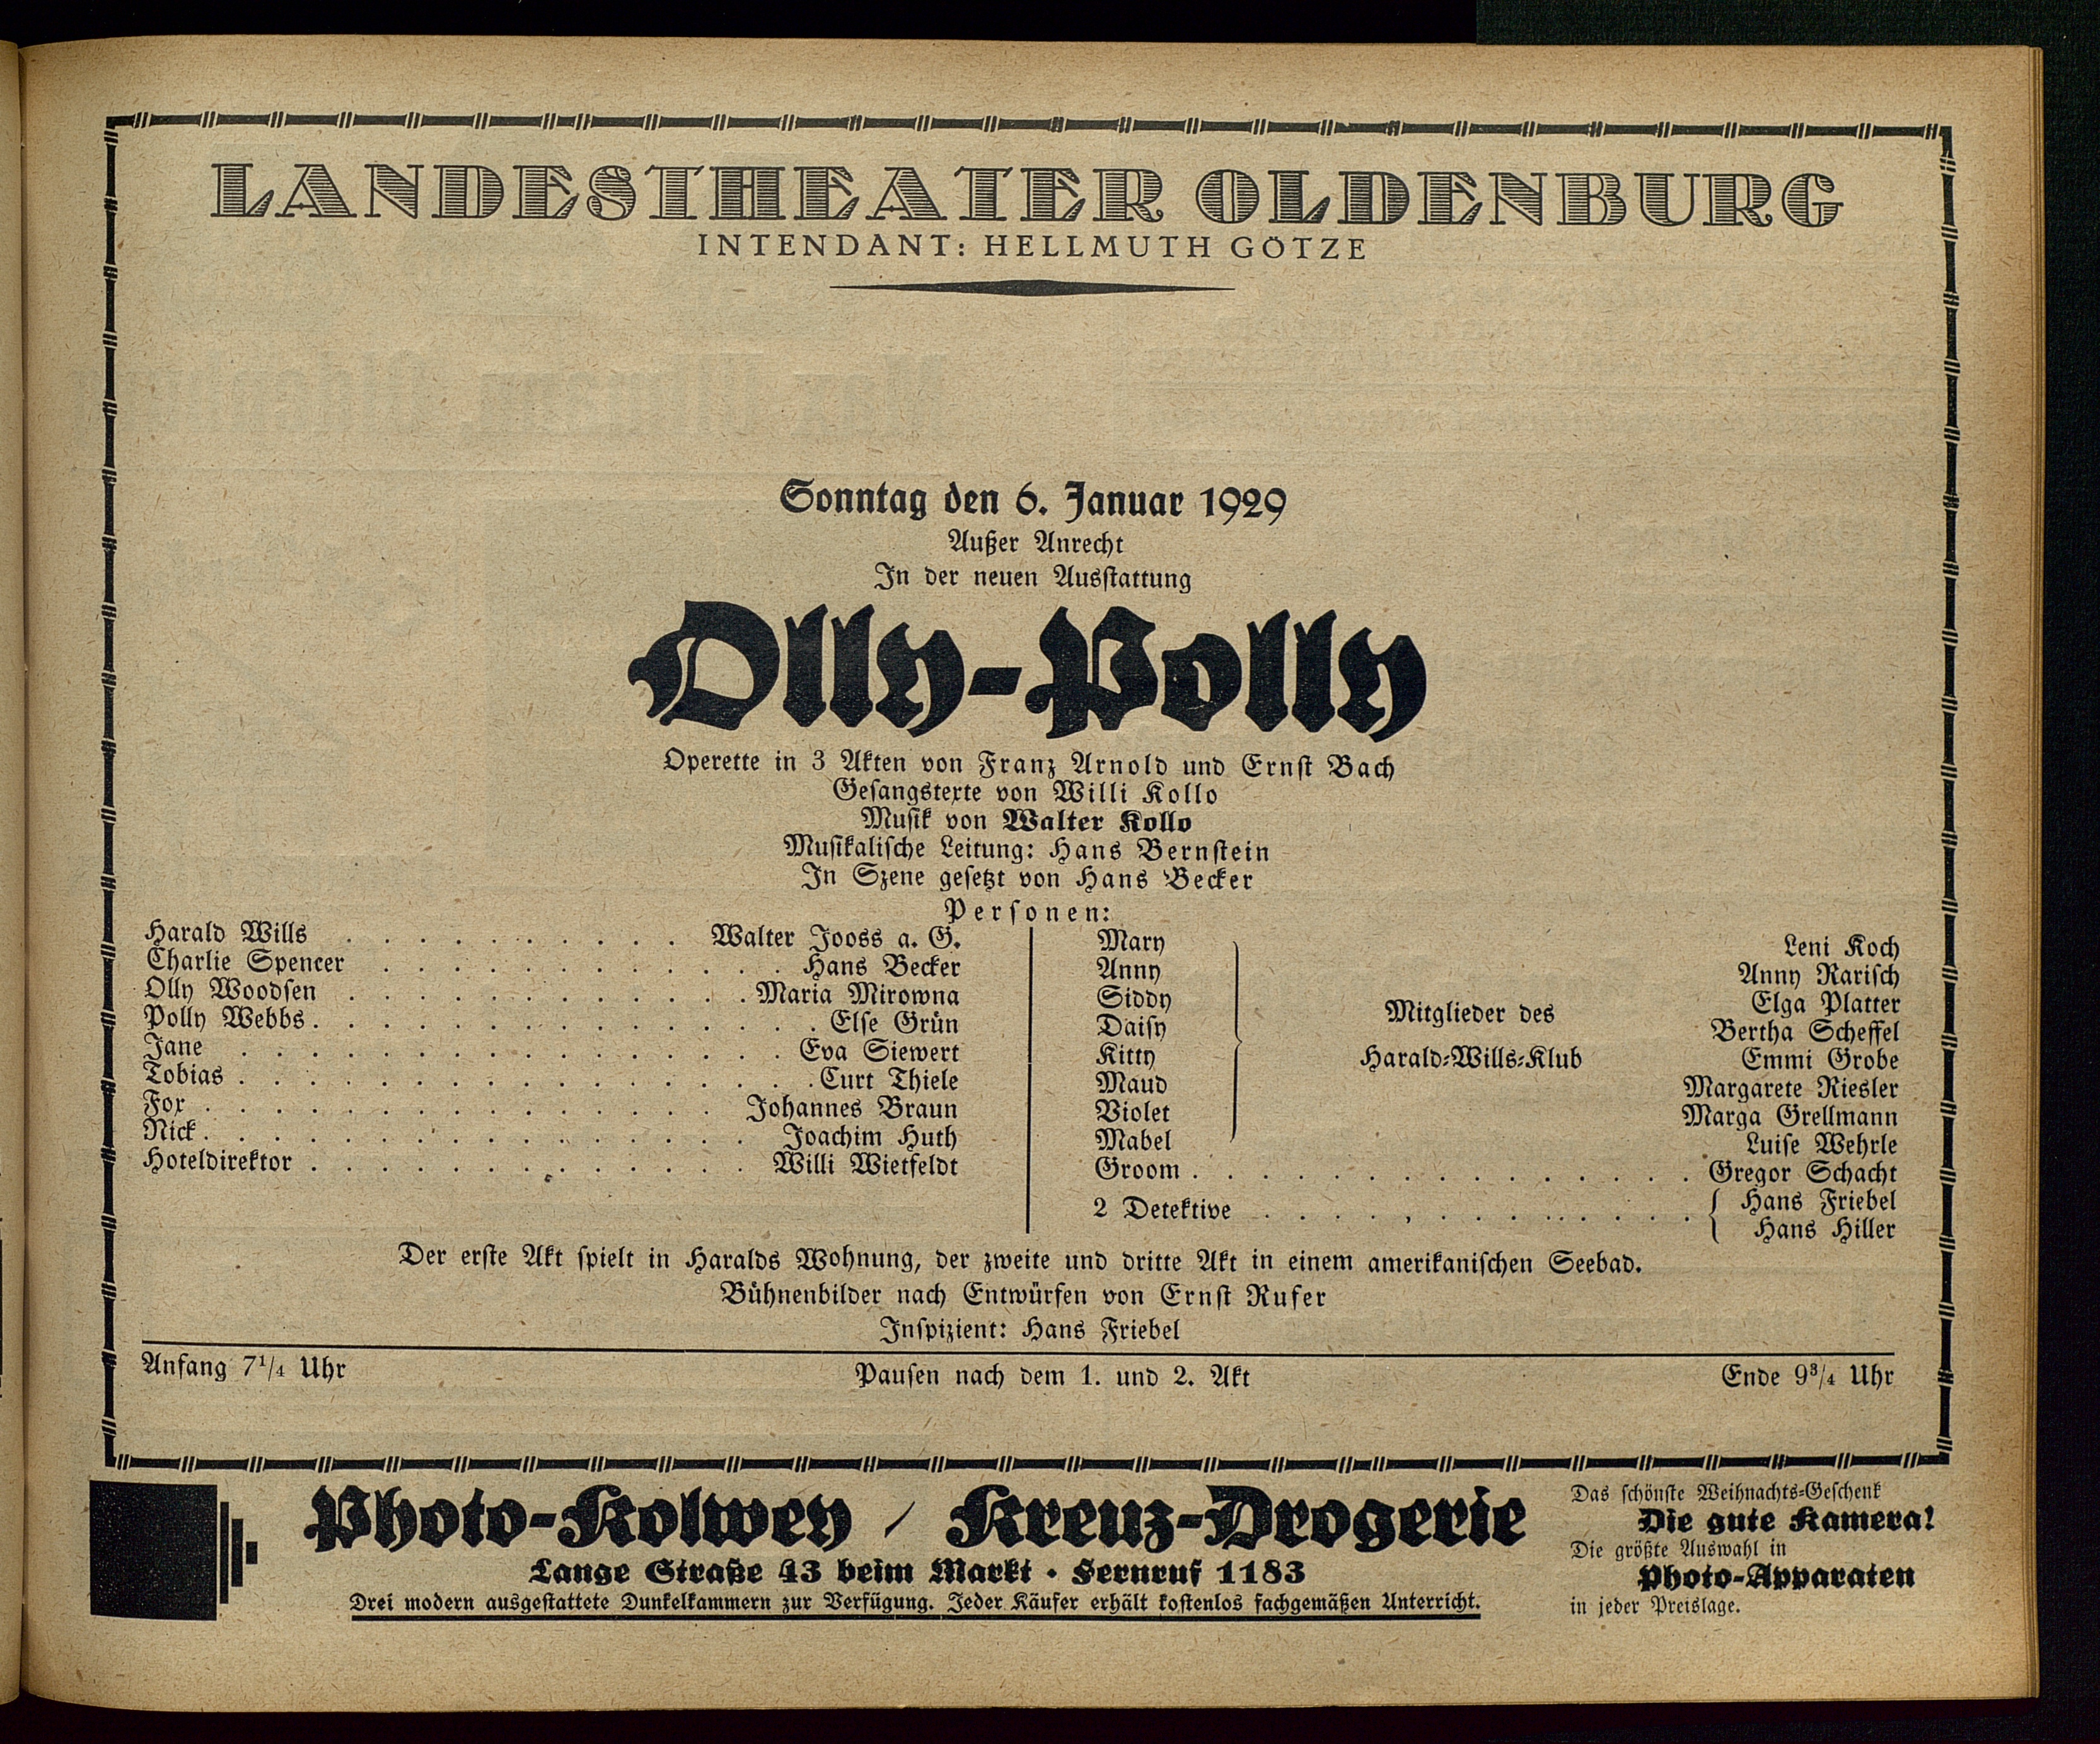 LANDESTHEATER OLDENBURG
INTENDANT: HELLMUTH GÖTZE
Sonntag den 6. Januar 1929
Außer Anrecht
In der neuen Ausstattung
Olly-Polly
Operette in 3 Akten von Franz Arnold und Ernst Bach
Gesangstexte von Willi Kollo
Musik von Walter Kollo
Musikalische Leitung: Hans Bernstein
In Szene gesetzt von Hans Becker
Personen:
Harald Wills . . . . . . . . . . Walter Jooss a. G.
Charlie Spencer . . . . . . . . . . . . Hans Becker
Olly Woodsen . . . . . . . . . . . . Maria Mirowna
Polly Webbs . . . . . . . . . . . . . . . Else Grün
Jane . . . . . . . . . . . . . . . . Eva Siewert
Tobias . . . . . . . . . . . . . . . . . Curt Thiele
Fox . . . . . . . . . . . . . . . Johannes Braun
Nick . . . . . . . . . . . . . . . . Joachim Huth
Hoteldirektor . . . . . . . . . . . . . Willi Wietfeldt
Mary Leni Koch
Anny Anny Rarisch
Siddy Elga Platter
Mitglieder des
Daisy Bertha Scheffel
Kitty Harald-Wills-Klub Emmi Grobe
Maud Margarete Riesler
Violet Marga Grellmann
Mabel Luise Wehrle
Groom . . . . . . . . . . . . . . . Gregor Schacht
2 Detektive . . . . . . . . . . . . . { Hans Friebel
Hans Hiller
Der erste Akt spielt in Haralds Wohnung, der zweite und dritte Akt in einem amerikanischen Seebad.
Bühnenbilder nach Entwürfen von Ernst Rufer
Inspizient: Hans Friebel
Anfang 7¹/₄ Uhr Pausen nach dem 1. und 2. Akt Ende 9³/₄ Uhr
Photo-Kolwey / Kreuz-Drogerie
Lange Straße 43 beim Markt · Fernruf 1183
Drei modern ausgestattete Dunkelkammern zur Verfügung. Jeder Käufer erhält kostenlos fachgemäßen Unterricht.
Das schönste Weihnachts-Geschenk
Die gute Kamera!
Die größte Auswahl in
Photo-Apparaten
in jeder Preislage.